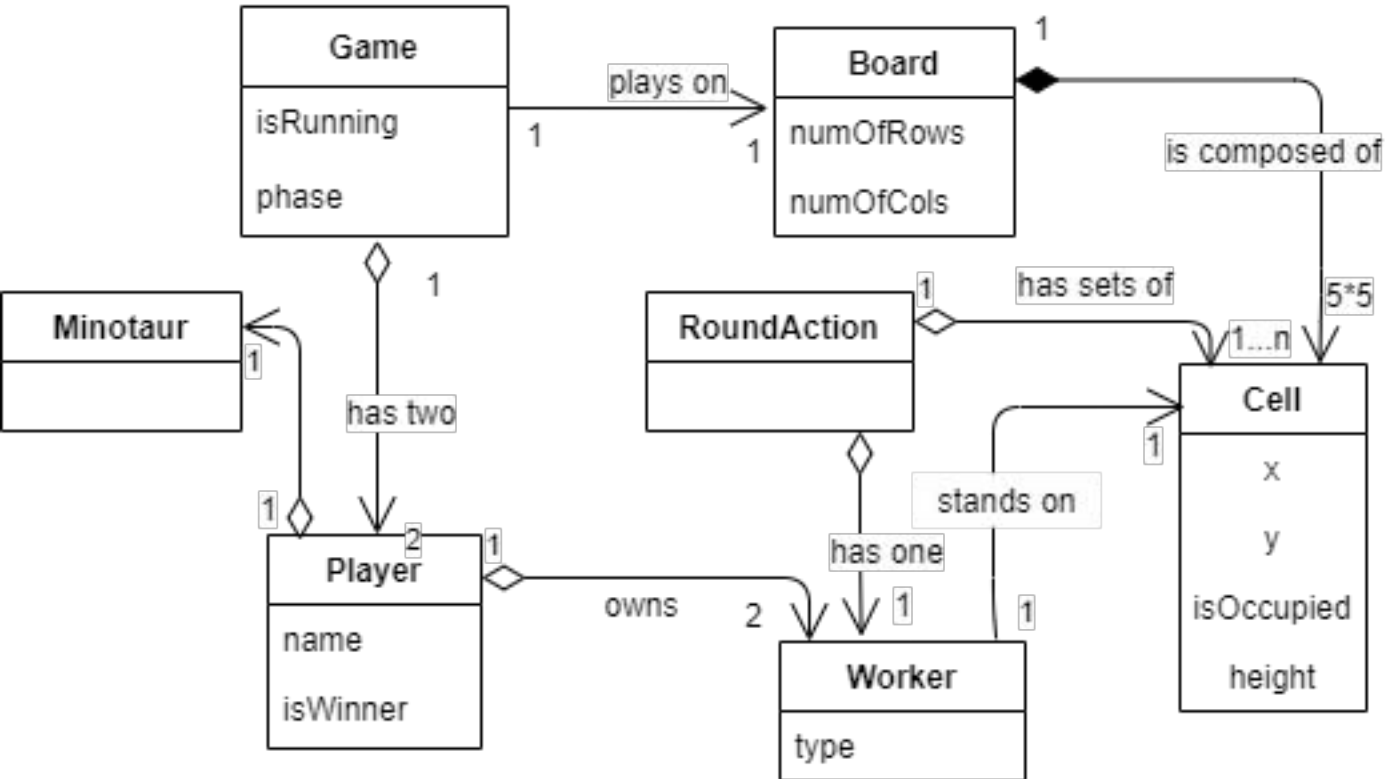 Game
isRunning
phase
plays on
1
1
Board
numOfRows
numOfCols
1
is composed of
5*5
Minotaur
1
1
1
has two
2
RoundAction
1
has sets of
1...n
has one
1
stands on
1
1
Cell
x
y
isOccupied
height
Player
name
isWinner
1
owns
2
Worker
type